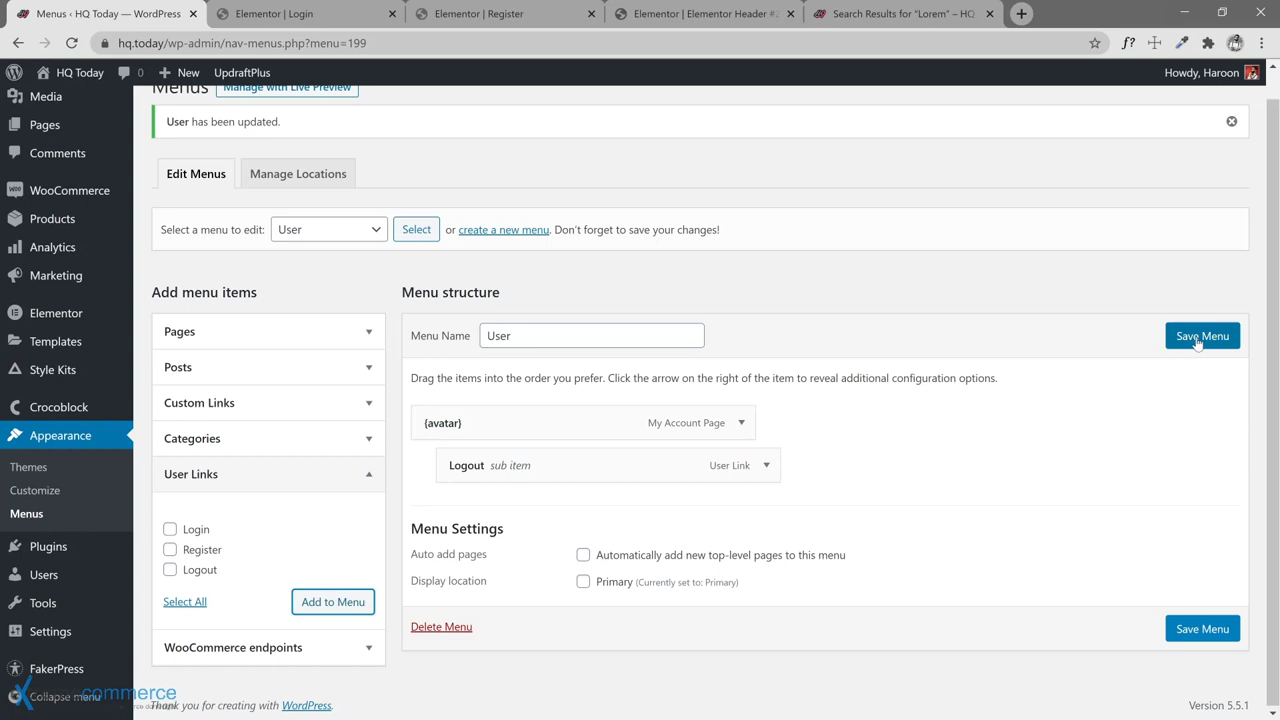 Menus ‹ HQ Today — WordPress
Elementor | Login
Elementor | Register
Elementor | Elementor Header #2
Search Results for “Lorem” – HQ
hq.today/wp-admin/nav-menus.php?menu=199
HQ Today
0
New
UpdraftPlus
Howdy, Haroon
Media
Pages
Comments
WooCommerce
Products
Analytics
Marketing
Elementor
Templates
Style Kits
Crocoblock
Appearance
Themes
Customize
Menus
Plugins
Users
Tools
Settings
FakerPress
Collapse menu
Menus
Manage with Live Preview
User has been updated.
Edit Menus
Manage Locations
Select a menu to edit:
User
Select
or create a new menu. Don’t forget to save your changes!
Add menu items
Pages
Posts
Custom Links
Categories
User Links
Login
Register
Logout
Select All
Add to Menu
WooCommerce endpoints
Menu structure
Menu Name
User
Save Menu
Drag the items into the order you prefer. Click the arrow on the right of the item to reveal additional configuration options.
{avatar}
My Account Page
Logout sub item
User Link
Menu Settings
Auto add pages
Automatically add new top-level pages to this menu
Display location
Primary (Currently set to: Primary)
Delete Menu
Save Menu
commerce
Thank you for creating with WordPress.
Version 5.5.1